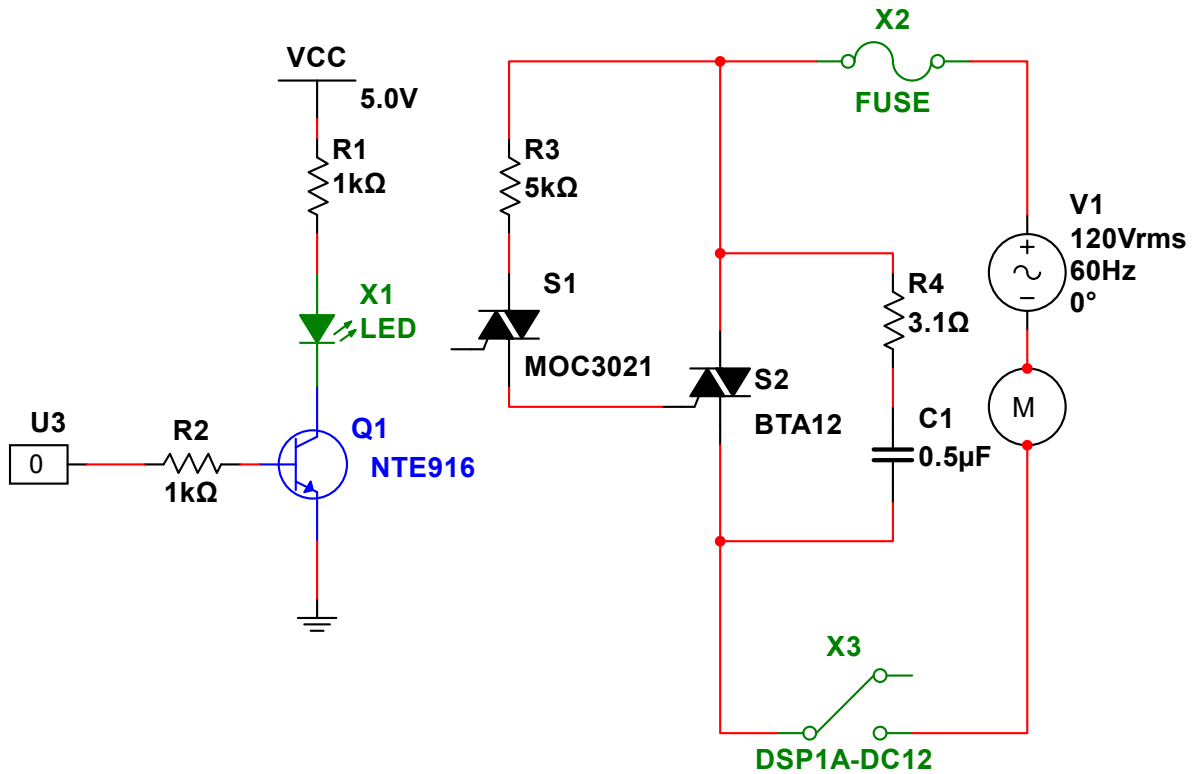 X2
FUSE
VCC
5.0V
R1
1kΩ
R3
5kΩ
V1
120Vrms
60Hz
0°
X1
LED
S1
MOC3021
R4
3.1Ω
S2
BTA12
M
C1
0.5µF
U3
0
R2
1kΩ
Q1
NTE916
X3
DSP1A-DC12